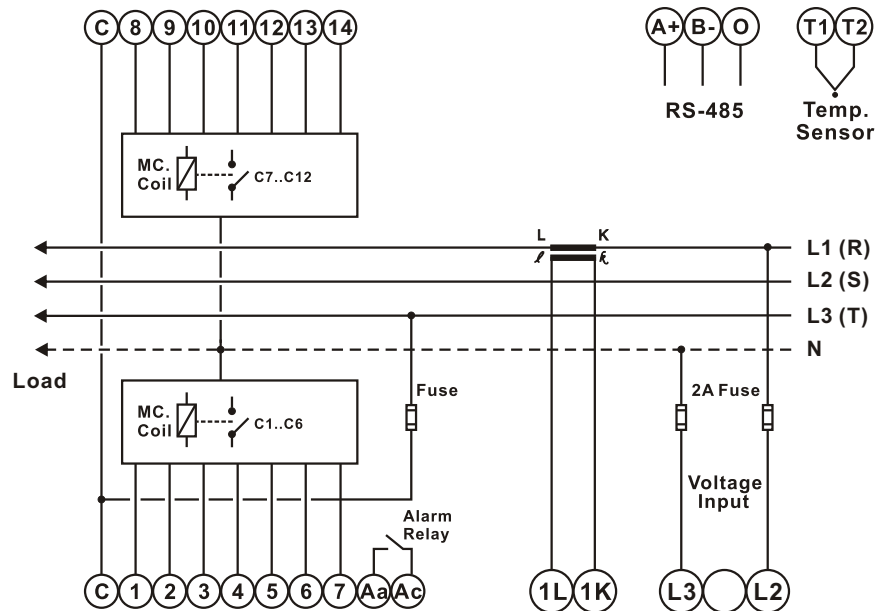 C 8 9 10 11 12 13 14
A+ B- O
T1 T2
RS-485
Temp.
Sensor
MC.
Coil
C7..C12
L K
ℓ k
L1 (R)
L2 (S)
L3 (T)
N
Load
Fuse
2A Fuse
MC.
Coil
C1..C6
Voltage
Input
Alarm
Relay
C 1 2 3 4 5 6 7 Aa Ac
1L 1K
L3 L2